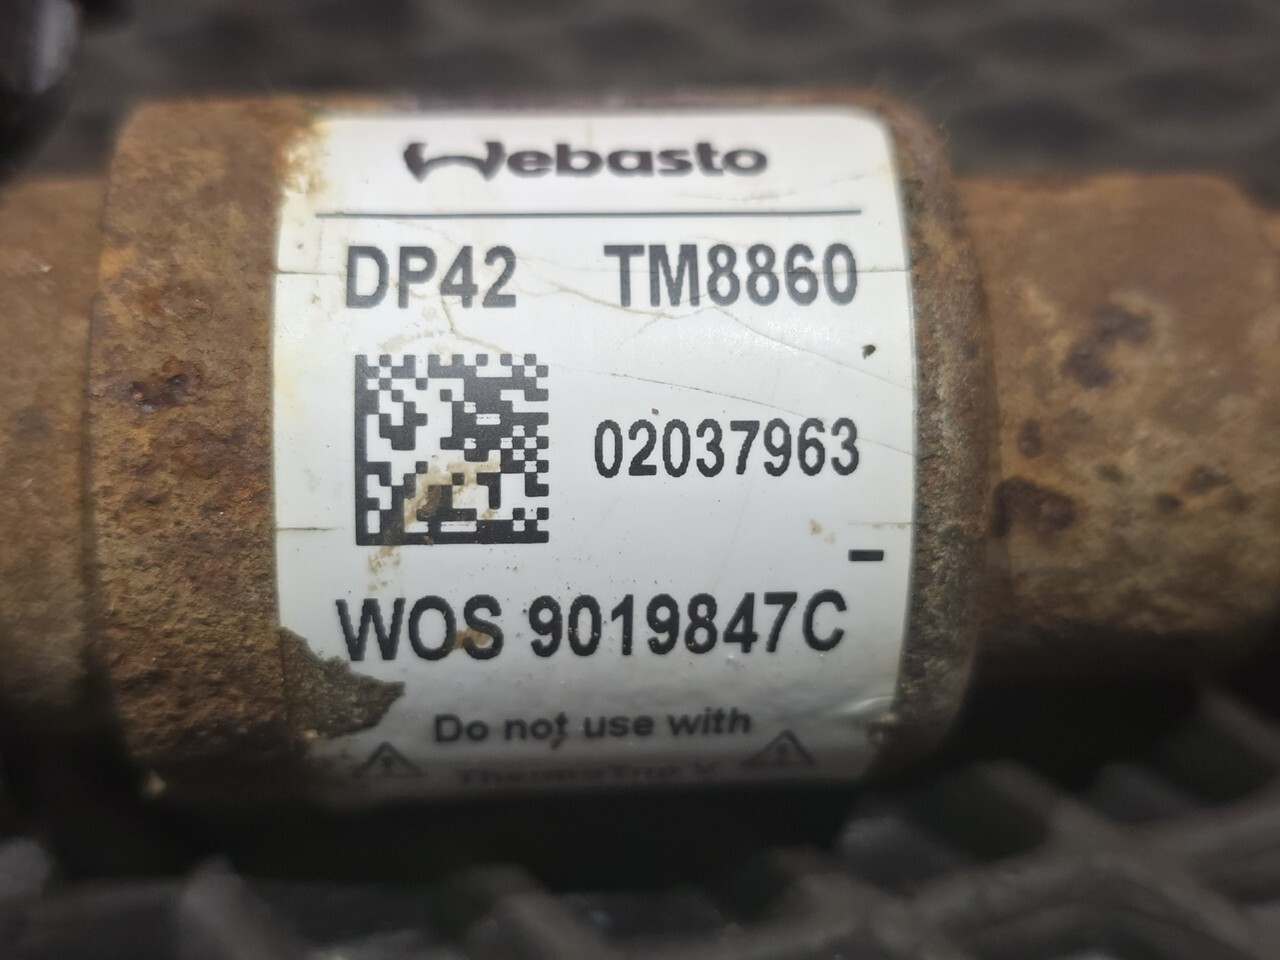 Webasto
DP42 TM8860
02037963
-
WOS 9019847C
Do not use with